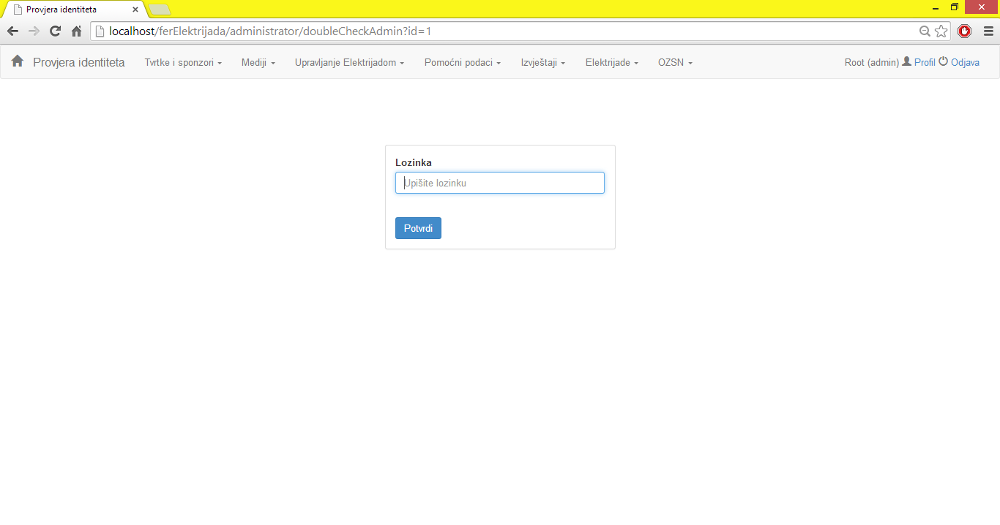 Provjera identiteta
localhost/ferElektrijada/administrator/doubleCheckAdmin?id=1
Provjera identiteta Tvrtke i sponzori Mediji Upravljanje Elektrijadom Pomoćni podaci Izvještaji Elektrijade OZSN Root (admin) Profil Odjava
Lozinka
Upišite lozinku
Potvrdi